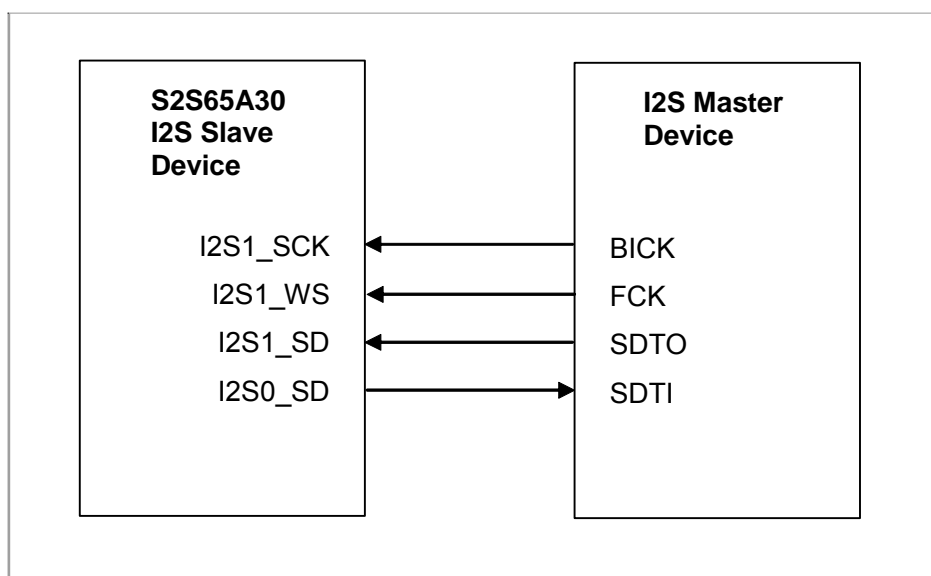 S2S65A30
I2S Slave
Device
I2S1_SCK
I2S1_WS
I2S1_SD
I2S0_SD
I2S Master
Device
BICK
FCK
SDTO
SDTI